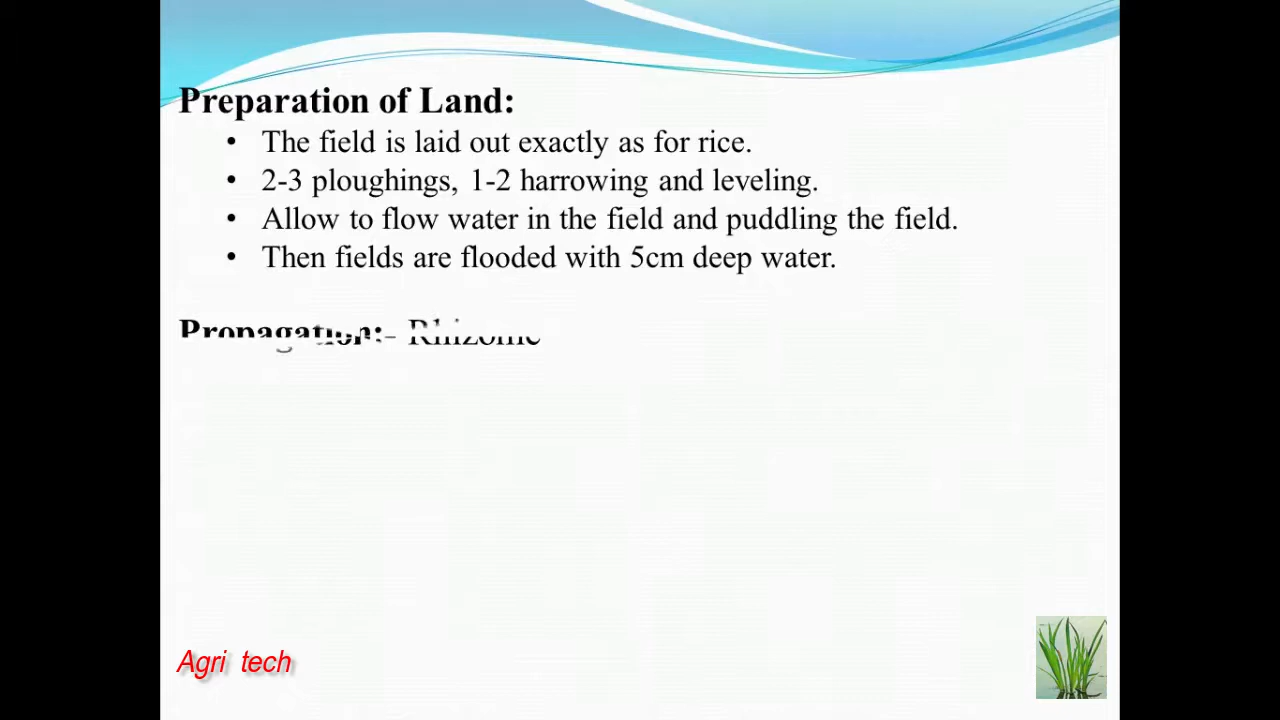 Preparation of Land:
• The field is laid out exactly as for rice.
• 2-3 ploughings, 1-2 harrowing and leveling.
• Allow to flow water in the field and puddling the field.
• Then fields are flooded with 5cm deep water.
Propagation:- Rhizome
Agri tech